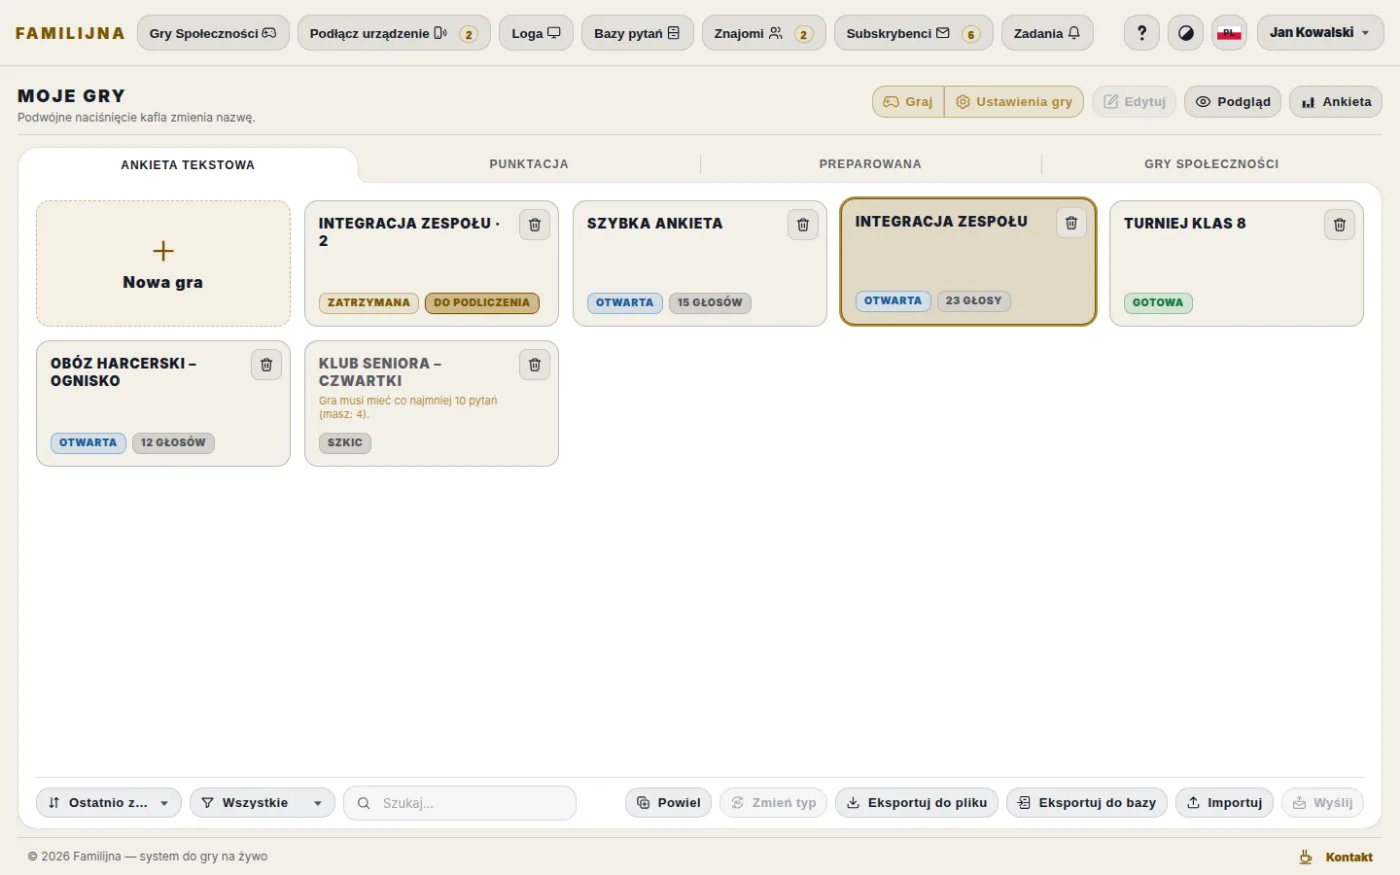 FAMILIJNA
Gry Społeczności
Podłącz urządzenie 2
Loga
Bazy pytań
Znajomi 2
Subskrybenci 6
Zadania
?
PL
Jan Kowalski
MOJE GRY
Podwójne naciśnięcie kafla zmienia nazwę.
Graj
Ustawienia gry
Edytuj
Podgląd
Ankieta
ANKIETA TEKSTOWA
PUNKTACJA
PREPAROWANA
GRY SPOŁECZNOŚCI
Nowa gra
INTEGRACJA ZESPOŁU ·
2
ZATRZYMANA
DO PODLICZENIA
SZYBKA ANKIETA
OTWARTA
15 GŁOSÓW
INTEGRACJA ZESPOŁU
OTWARTA
23 GŁOSY
TURNIEJ KLAS 8
GOTOWA
OBÓZ HARCERSKI –
OGNISKO
OTWARTA
12 GŁOSÓW
KLUB SENIORA –
CZWARTKI
Gra musi mieć co najmniej 10 pytań
(masz: 4).
SZKIC
Ostatnio z...
Wszystkie
Szukaj...
Powiel
Zmień typ
Eksportuj do pliku
Eksportuj do bazy
Importuj
Wyślij
© 2026 Familijna — system do gry na żywo
Kontakt